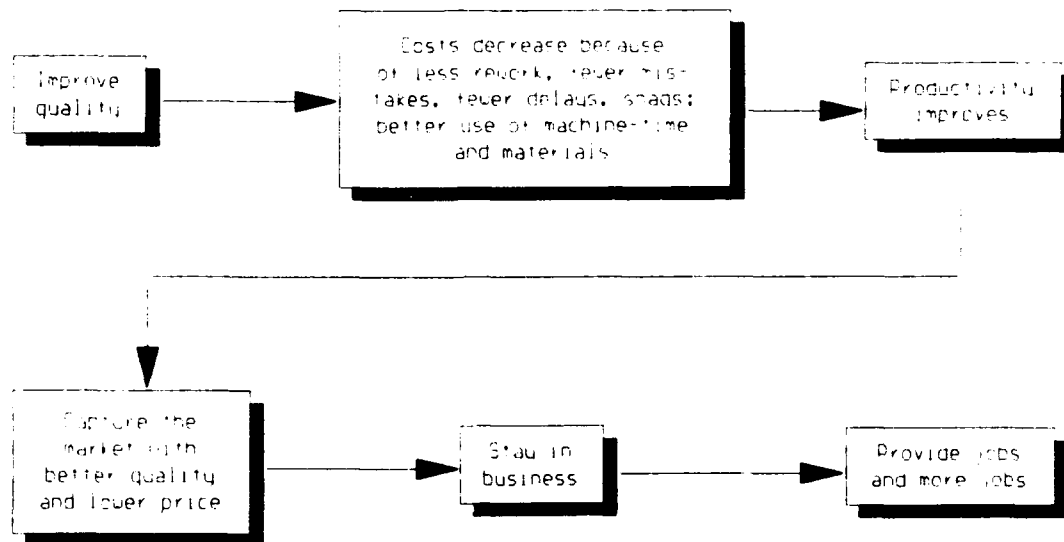 Improve
quality
Costs decrease because
of less rework, fewer mis-
takes, fewer delays, snags;
better use of machine-time
and materials
Productivity
improves
Capture the
market with
better quality
and lower price
Stay in
business
Provide jobs
and more jobs